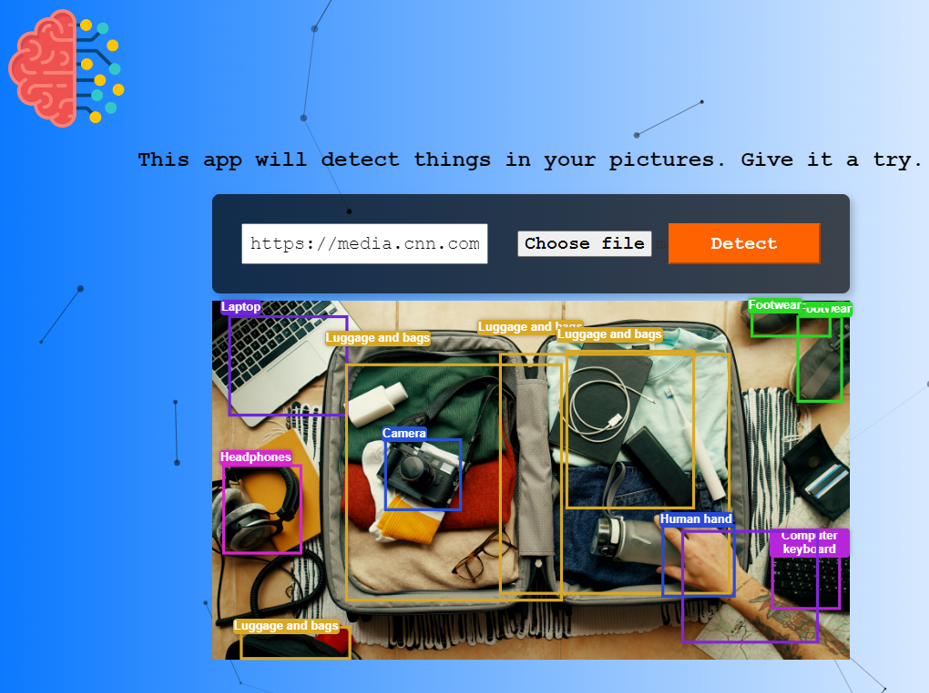 This app will detect things in your pictures. Give it a try.
https://media.cnn.com
Choose file
Detect
Laptop
Footwear
Footwear
Luggage and bags
Luggage and bags
Luggage and bags
Camera
Headphones
Human hand
Computer
keyboard
Luggage and bags